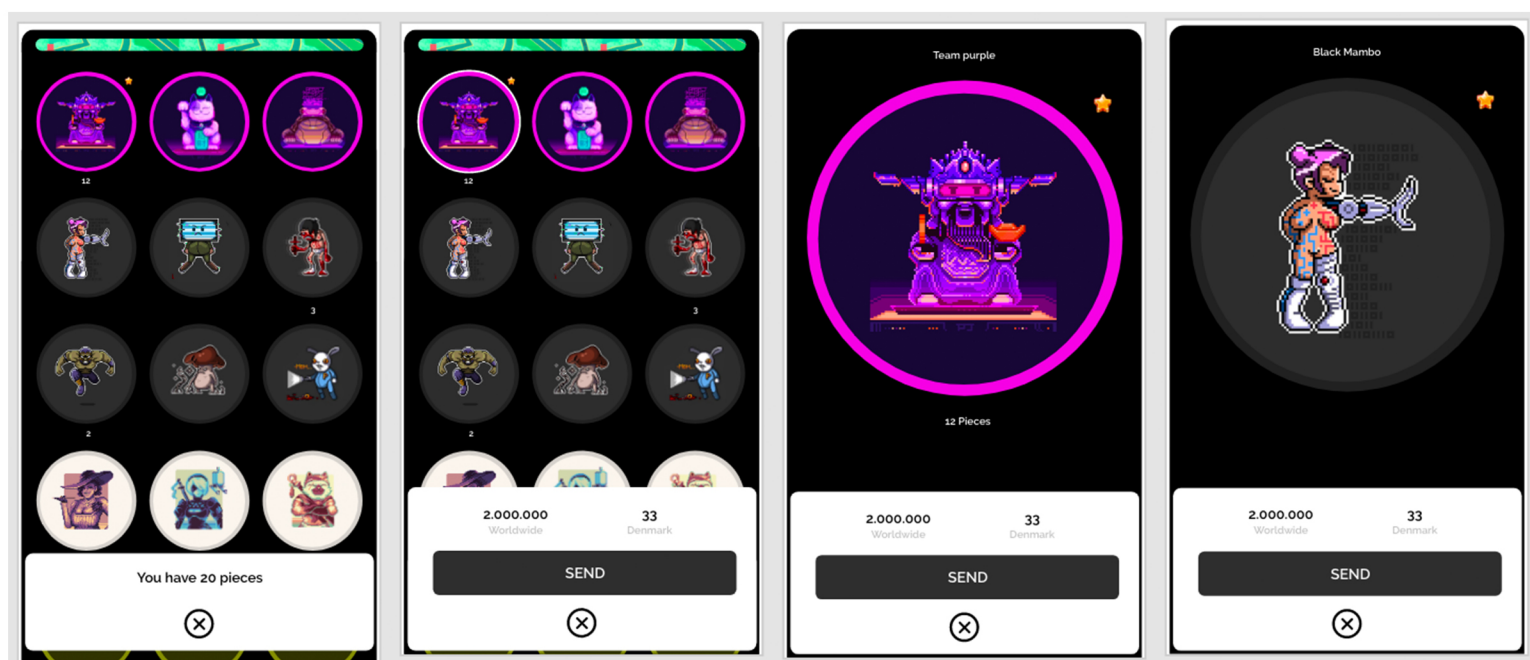 12
3
2
You have 20 pieces
12
3
2
2.000.000 33
Worldwide Denmark
SEND
Team purple
12 Pieces
2.000.000 33
Worldwide Denmark
SEND
Black Mambo
2.000.000 33
Worldwide Denmark
SEND